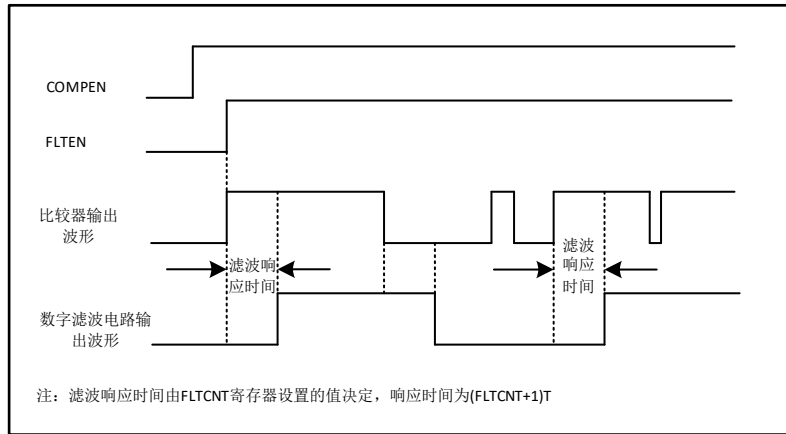 COMPEN
FLTEN
比较器输出
波形
滤波响
应时间
滤波
响应
时间
数字滤波电路输
出波形
注：滤波响应时间由FLTCNT寄存器设置的值决定，响应时间为(FLTCNT+1)T